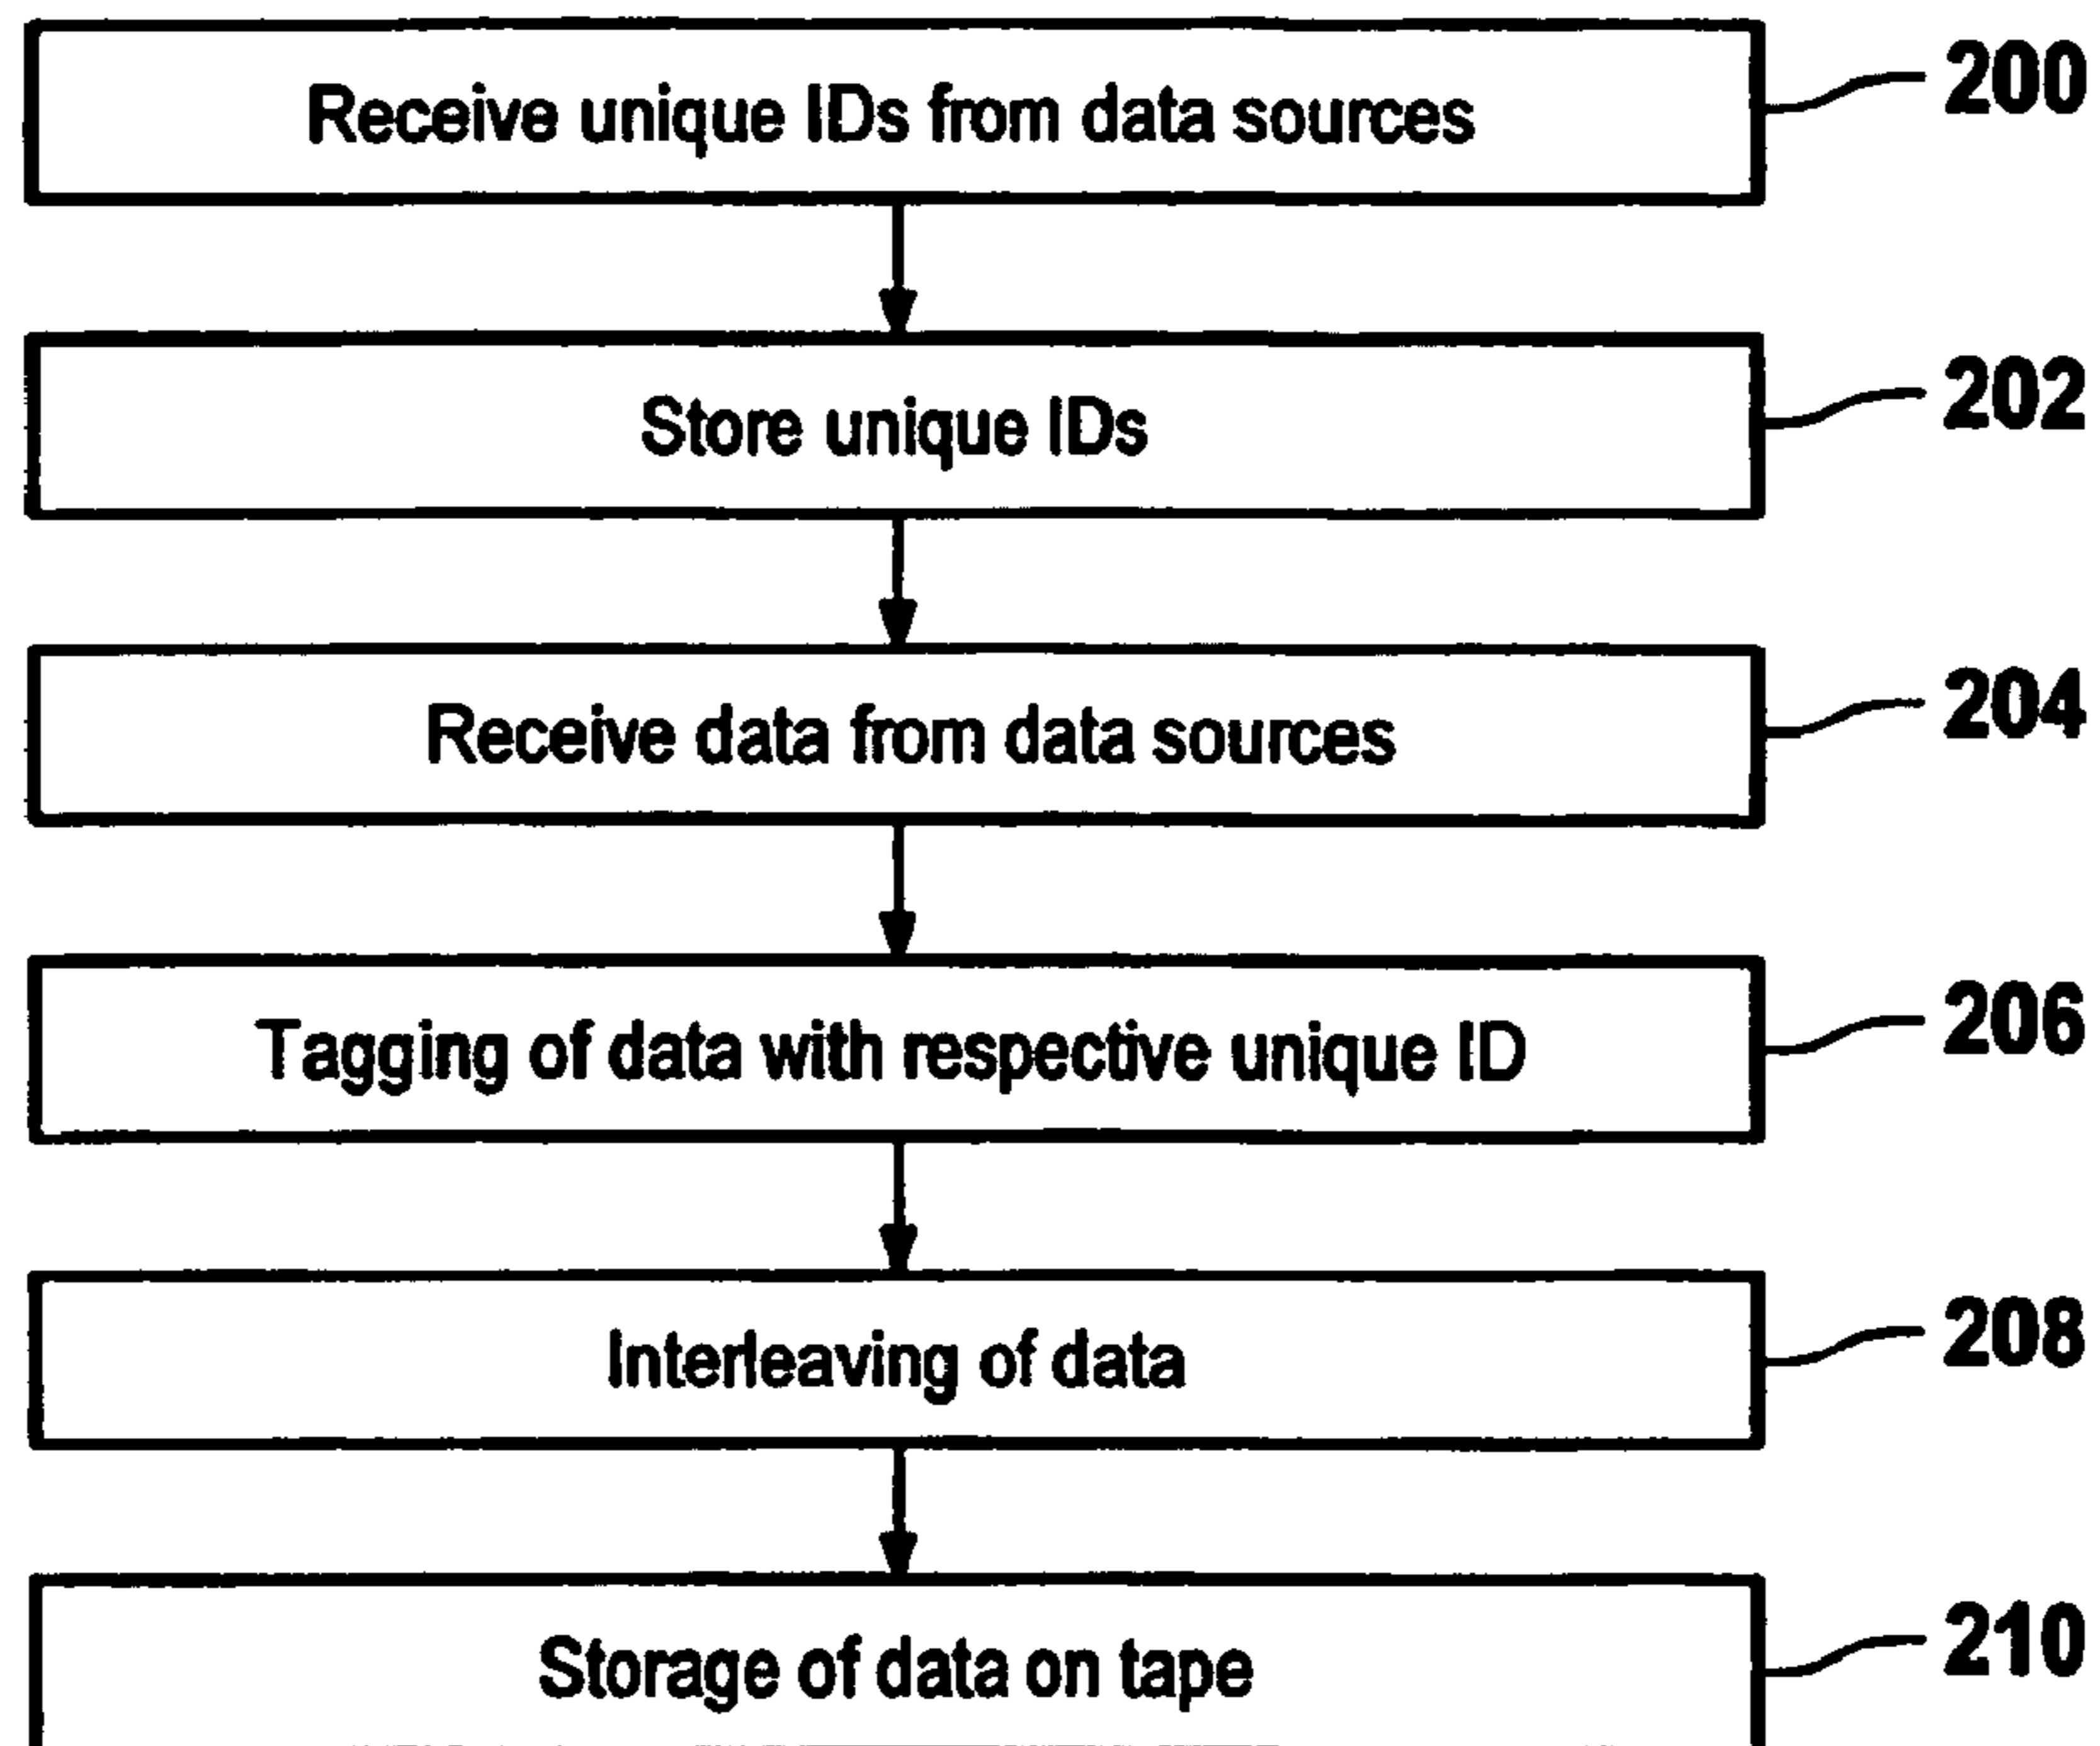 Receive unique IDs from data sources
200
Store unique IDs
202
Receive data from data sources
204
Tagging of data with respective unique ID
206
Interleaving of data
208
Storage of data on tape
210